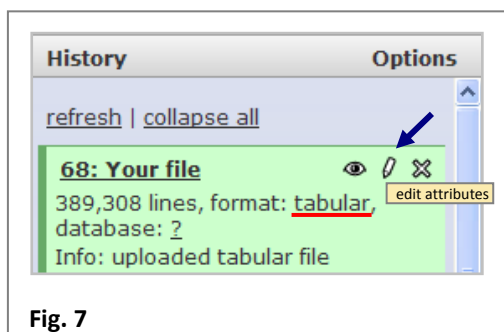 History Options
refresh | collapse all
68: Your file
edit attributes
389,308 lines, format: tabular,
database: ?
Info: uploaded tabular file
Fig. 7